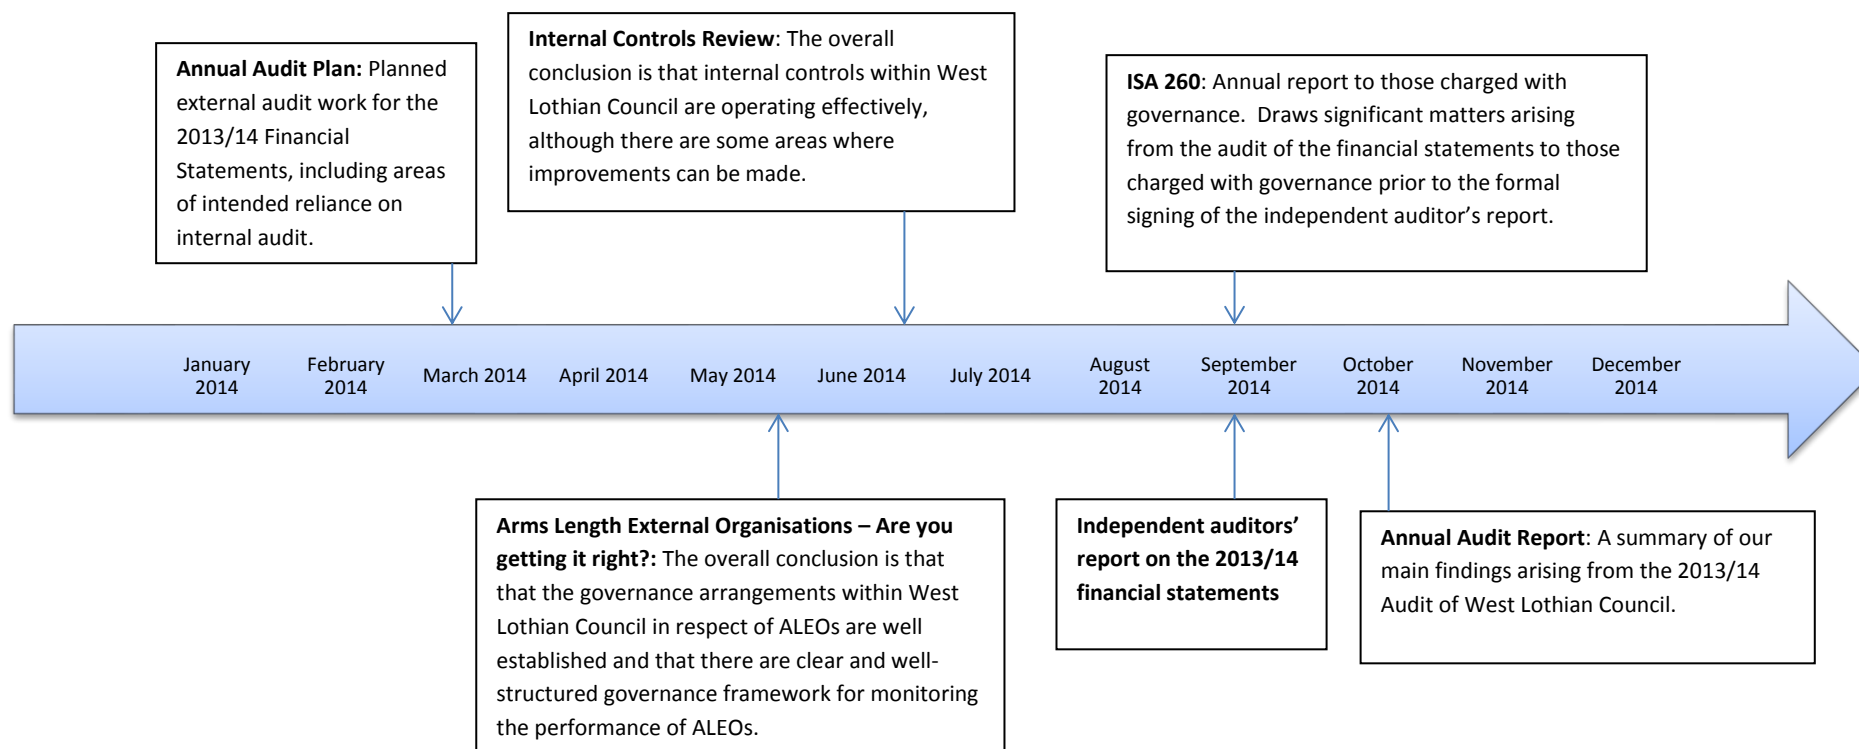 Annual Audit Plan: Planned
external audit work for the
2013/14 Financial
Statements, including areas
of intended reliance on
internal audit.
Internal Controls Review: The overall
conclusion is that internal controls within West
Lothian Council are operating effectively,
although there are some areas where
improvements can be made.
ISA 260: Annual report to those charged with
governance.  Draws significant matters arising
from the audit of the financial statements to those
charged with governance prior to the formal
signing of the independent auditor’s report.
January
2014
February
2014
March 2014
April 2014
May 2014
June 2014
July 2014
August
2014
September
2014
October
2014
November
2014
December
2014
Arms Length External Organisations – Are you
getting it right?: The overall conclusion is that
that the governance arrangements within West
Lothian Council in respect of ALEOs are well
established and that there are clear and well-
structured governance framework for monitoring
the performance of ALEOs.
Independent auditors’
report on the 2013/14
financial statements
Annual Audit Report: A summary of our
main findings arising from the 2013/14
Audit of West Lothian Council.